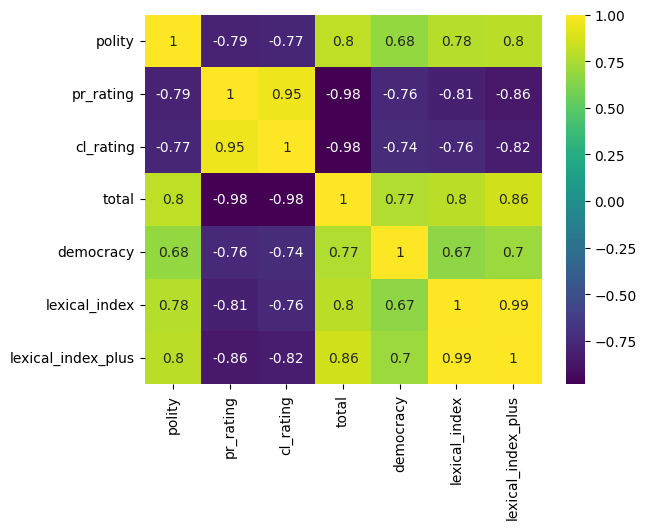 polity 1 -0.79 -0.77 0.8 0.68 0.78 0.8
pr_rating -0.79 1 0.95 -0.98 -0.76 -0.81 -0.86
cl_rating -0.77 0.95 1 -0.98 -0.74 -0.76 -0.82
total 0.8 -0.98 -0.98 1 0.77 0.8 0.86
democracy 0.68 -0.76 -0.74 0.77 1 0.67 0.7
lexical_index 0.78 -0.81 -0.76 0.8 0.67 1 0.99
lexical_index_plus 0.8 -0.86 -0.82 0.86 0.7 0.99 1
polity
pr_rating
cl_rating
total
democracy
lexical_index
lexical_index_plus
1.00
0.75
0.50
0.25
0.00
−0.25
−0.50
−0.75